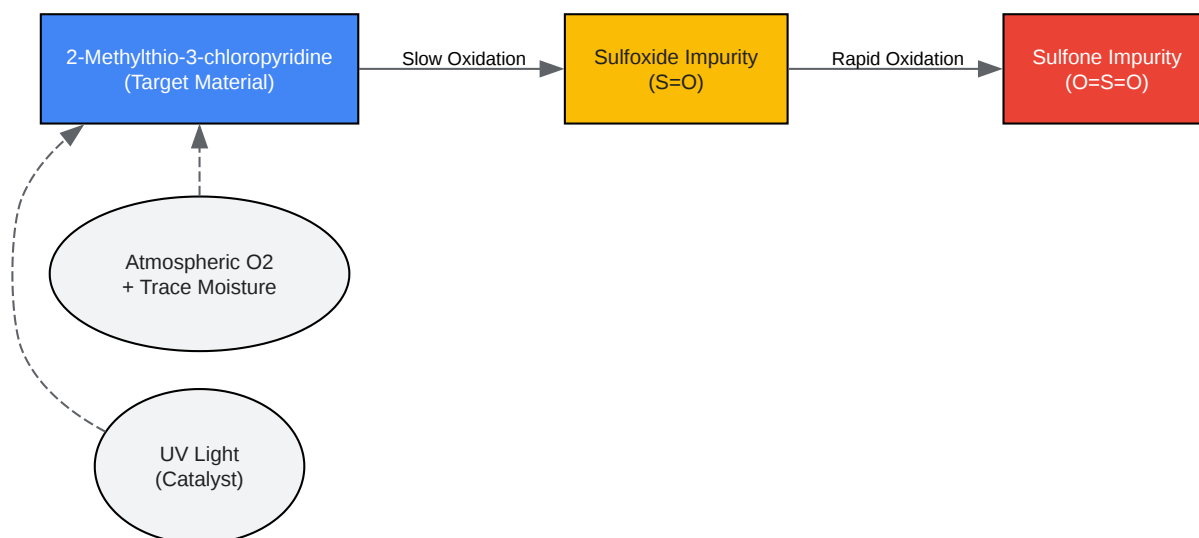 2-Methylthio-3-chloropyridine
(Target Material)
Slow Oxidation
Sulfoxide Impurity
(S=O)
Rapid Oxidation
Sulfone Impurity
(O=S=O)
Atmospheric O2
+ Trace Moisture
UV Light
(Catalyst)